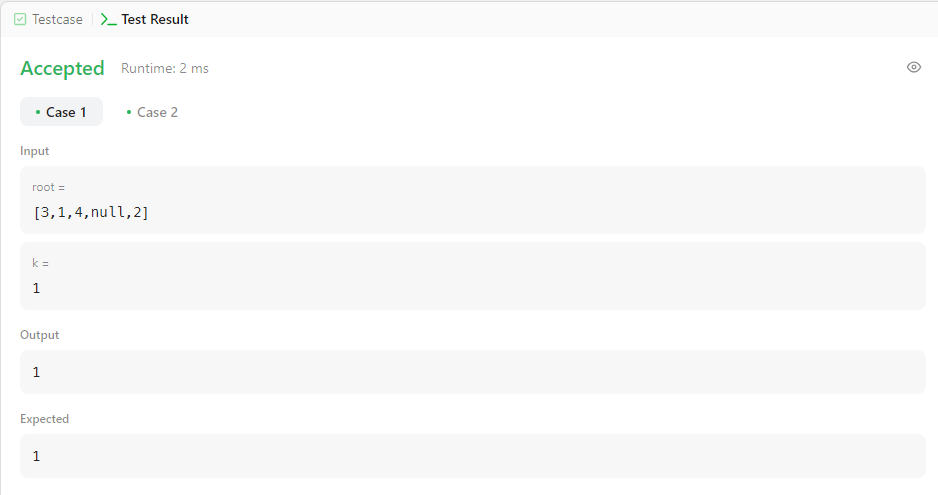 Testcase Test Result
Accepted Runtime: 2 ms
Case 1 Case 2
Input
root =
[3,1,4,null,2]
k =
1
Output
1
Expected
1